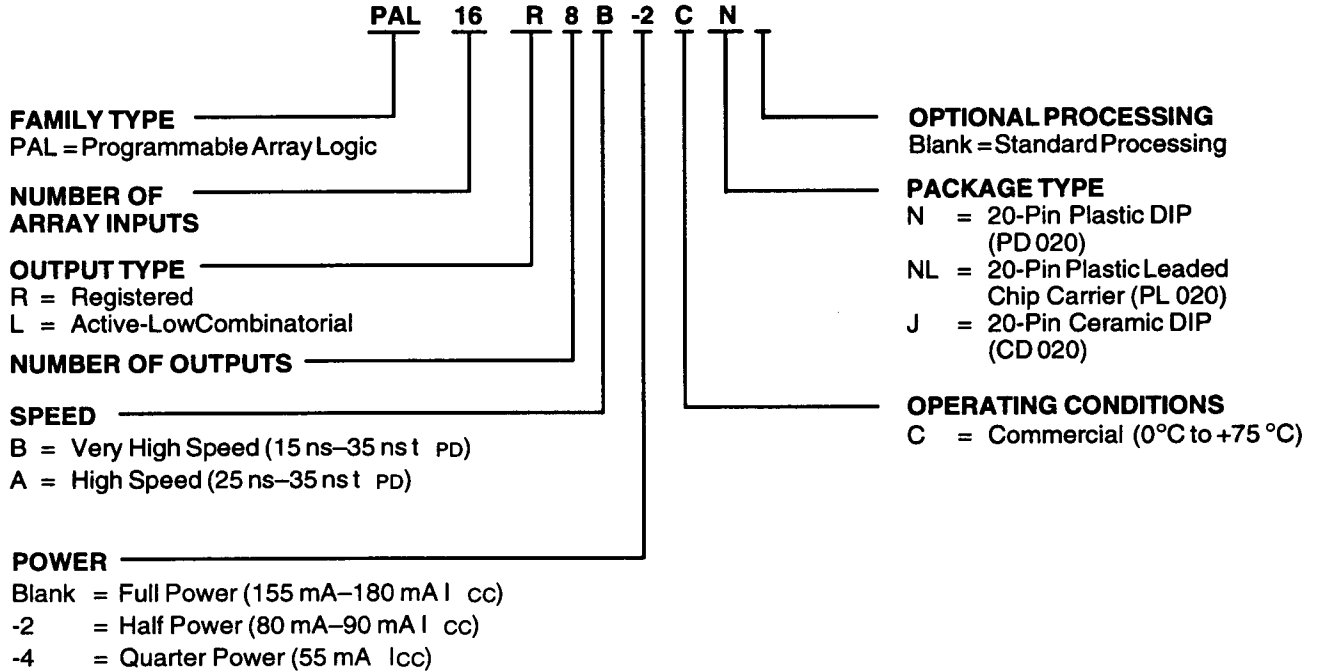 PAL 16 R 8 B -2 C N
FAMILY TYPE
PAL = Programmable Array Logic
NUMBER OF
ARRAY INPUTS
OUTPUT TYPE
R = Registered
L = Active-Low Combinatorial
NUMBER OF OUTPUTS
SPEED
B = Very High Speed (15 ns–35 ns t PD)
A = High Speed (25 ns–35 ns t PD)
POWER
Blank = Full Power (155 mA–180 mA I CC)
-2 = Half Power (80 mA–90 mA I CC)
-4 = Quarter Power (55 mA ICC)
OPTIONAL PROCESSING
Blank = Standard Processing
PACKAGE TYPE
N = 20-Pin Plastic DIP
(PD 020)
NL = 20-Pin Plastic Leaded
Chip Carrier (PL 020)
J = 20-Pin Ceramic DIP
(CD 020)
OPERATING CONDITIONS
C = Commercial (0°C to +75 °C)